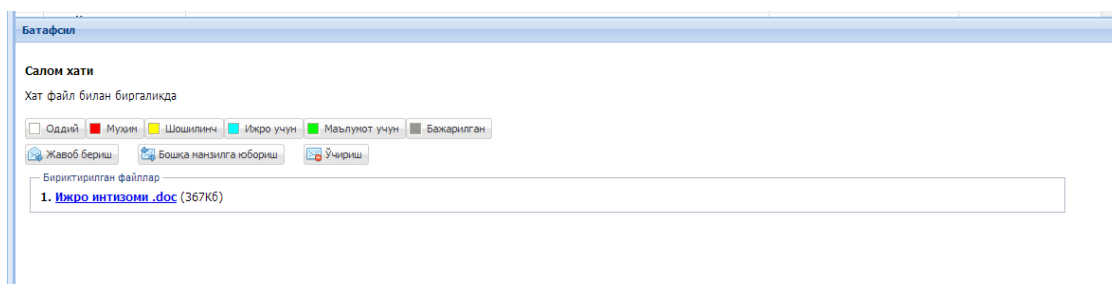 Батафсил
Салом хати
Хат файл билан биргаликда
Оддий Мухим Шошилинч Ижро учун Маълумот учун Бажарилган
Жавоб бериш Бошқа манзилга юбориш Ўчириш
Бириктирилган файллар
1. Ижро интизоми .doc (367Кб)